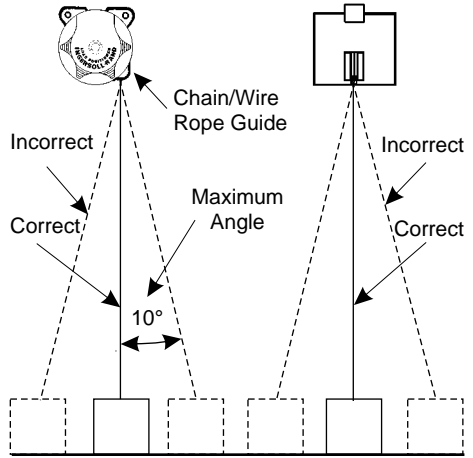 INGERSOLL-RAND
Chain/Wire
Rope Guide
Incorrect
Incorrect
Maximum
Angle
Correct
Correct
10°